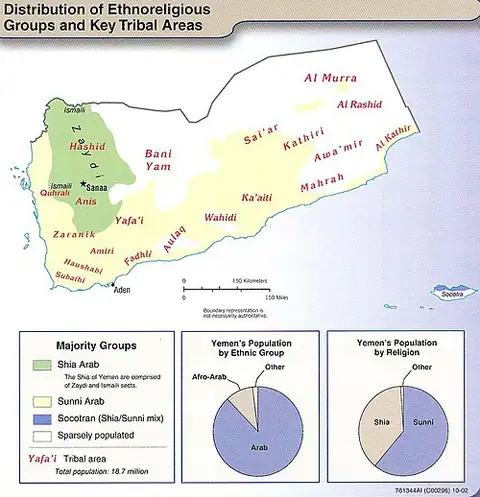 Distribution of Ethnoreligious
Groups and Key Tribal Areas
Ismaili
Zaydi
Hashid
Ismaili
Sanaa
Quhrah
Anis
Zaranik
Yafa'i
Amiri
Haushabi
Subaihi
Fadhli
Aulaq
Aden
Bani
Yam
Wahidi
Ka'aiti
Sai'ar
Kathiri
Awa'mir
Mahrah
Al Murra
Al Rashid
Al Kathir
Socotra
0 150 Kilometers
0 150 Miles
Boundary representation is
not necessarily authoritative.
Majority Groups
Shia Arab
The Shia of Yemen are comprised
of Zaydi and Ismaili sects.
Sunni Arab
Socotran (Shia/Sunni mix)
Sparsely populated
Yafa'i Tribal area
Total population: 18.7 million
Yemen's Population
by Ethnic Group
Other
Afro-Arab
Arab
Yemen's Population
by Religion
Other
Shia
Sunni
761344AI (C00296) 10-02